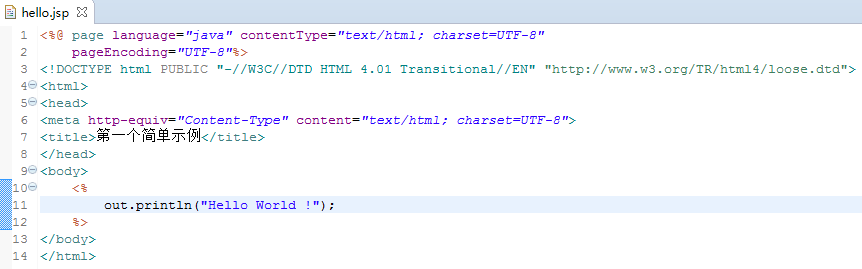 hello.jsp
1 <%@ page language="java" contentType="text/html; charset=UTF-8"
2     pageEncoding="UTF-8"%>
3 <!DOCTYPE html PUBLIC "-//W3C//DTD HTML 4.01 Transitional//EN" "http://www.w3.org/TR/html4/loose.dtd">
4 <html>
5 <head>
6 <meta http-equiv="Content-Type" content="text/html; charset=UTF-8">
7 <title>第一个简单示例</title>
8 </head>
9 <body>
10     <%
11         out.println("Hello World !");
12     %>
13 </body>
14 </html>